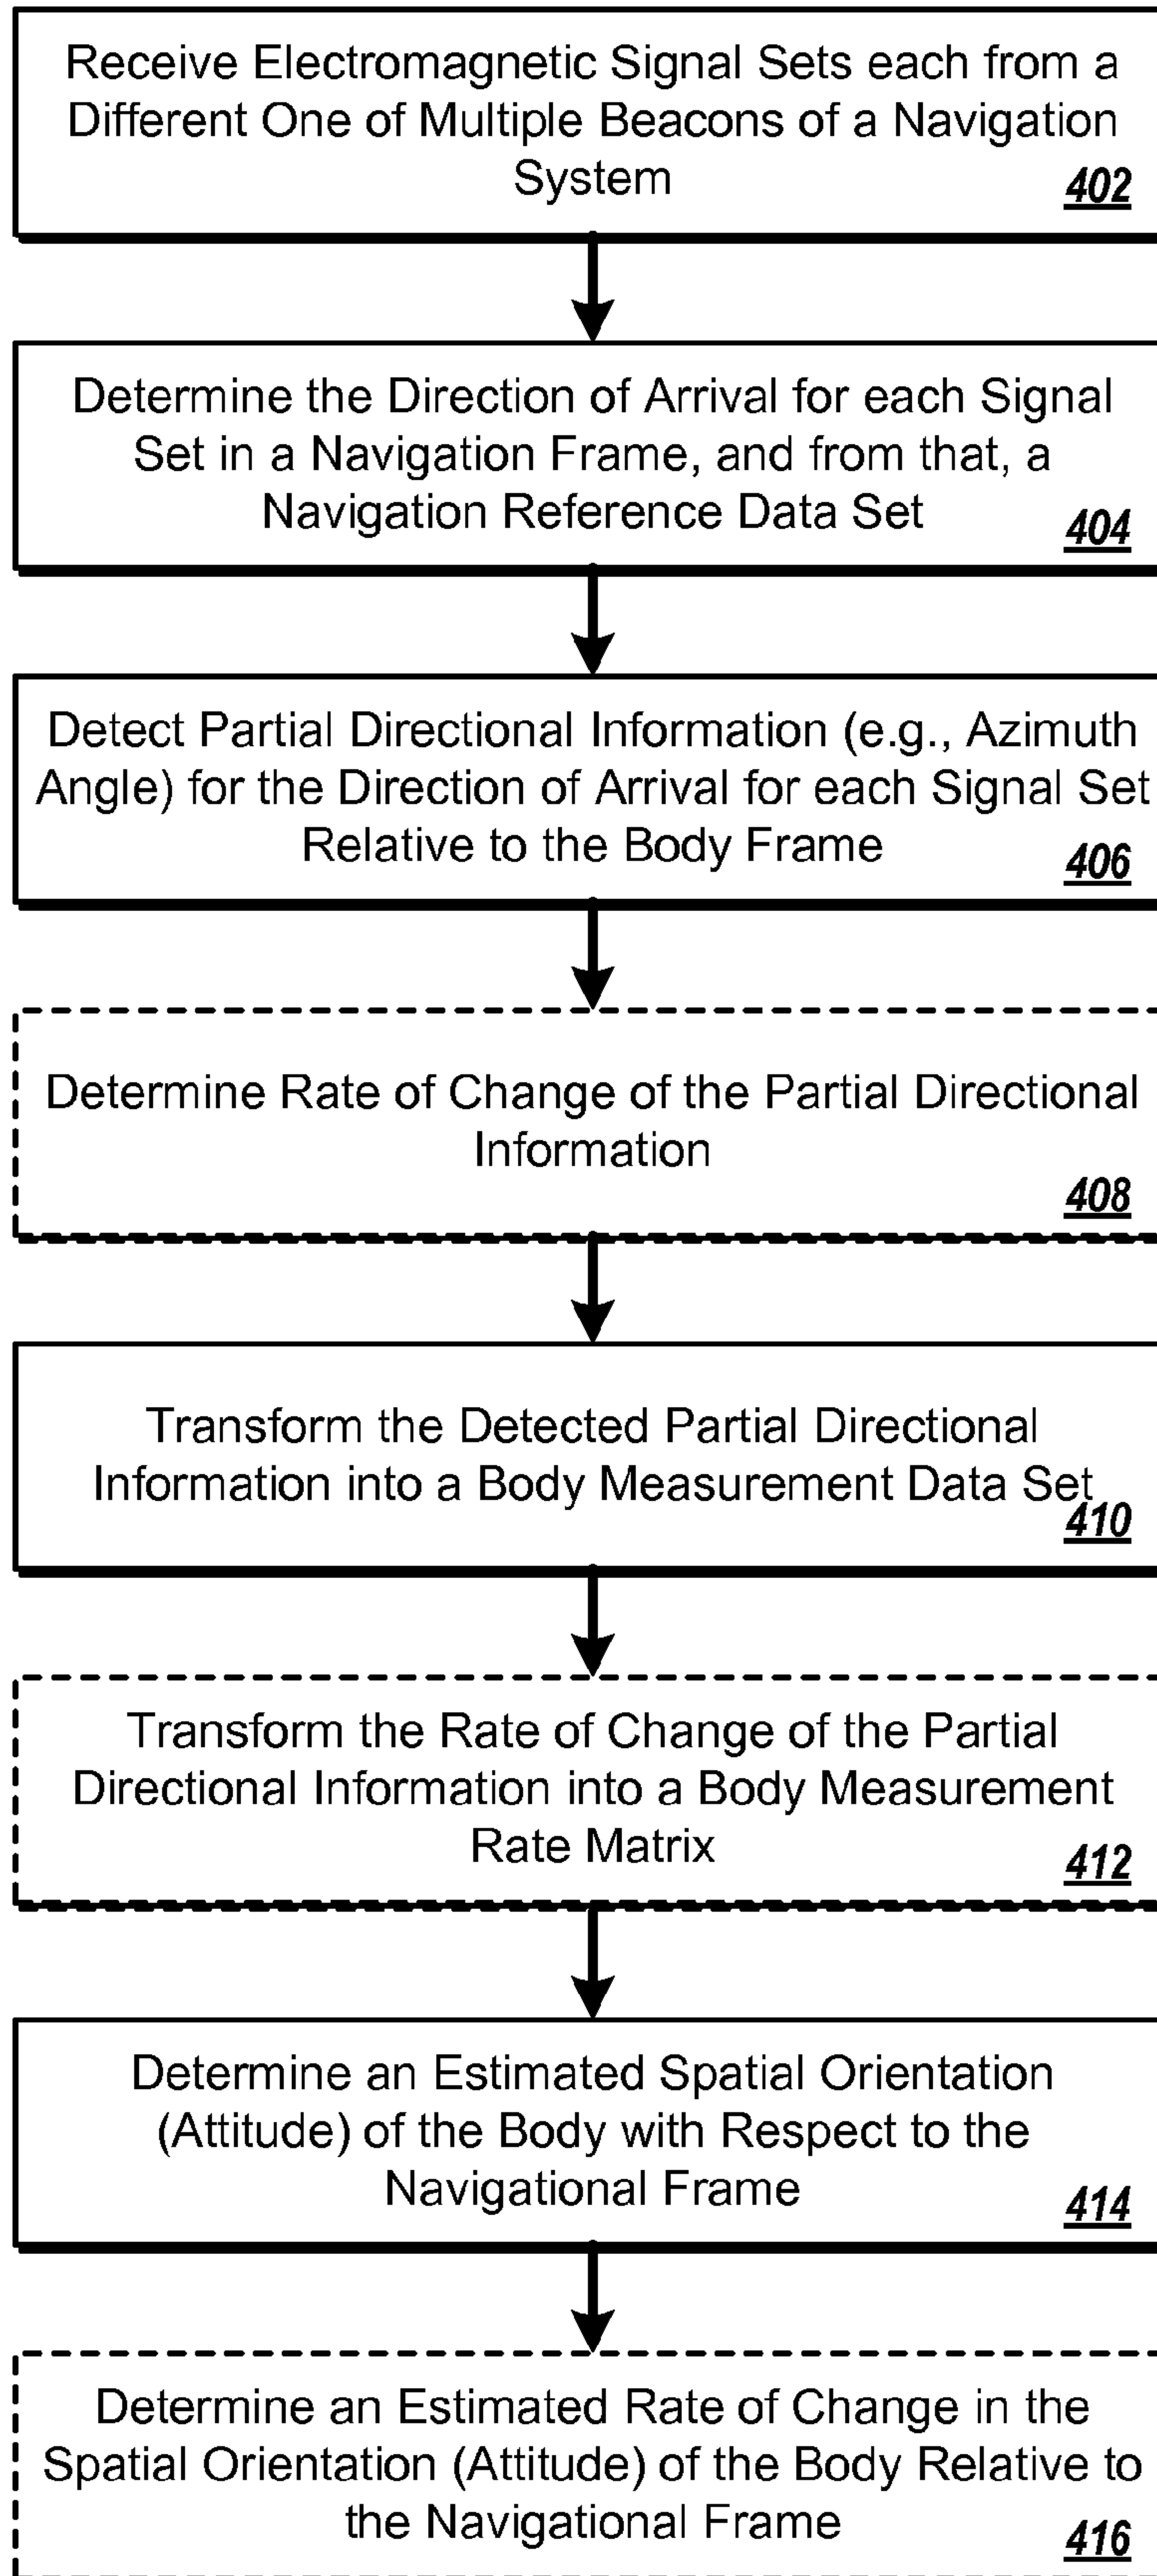 Receive Electromagnetic Signal Sets each from a
Different One of Multiple Beacons of a Navigation
System
402
Determine the Direction of Arrival for each Signal
Set in a Navigation Frame, and from that, a
Navigation Reference Data Set
404
Detect Partial Directional Information (e.g., Azimuth
Angle) for the Direction of Arrival for each Signal Set
Relative to the Body Frame
406
Determine Rate of Change of the Partial Directional
Information
408
Transform the Detected Partial Directional
Information into a Body Measurement Data Set
410
Transform the Rate of Change of the Partial
Directional Information into a Body Measurement
Rate Matrix
412
Determine an Estimated Spatial Orientation
(Attitude) of the Body with Respect to the
Navigational Frame
414
Determine an Estimated Rate of Change in the
Spatial Orientation (Attitude) of the Body Relative to
the Navigational Frame
416